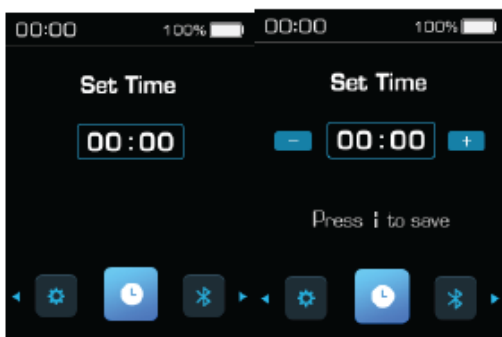 00:00 100%
Set Time
00:00
00:00 100%
Set Time
− 00:00 +
Press i to save